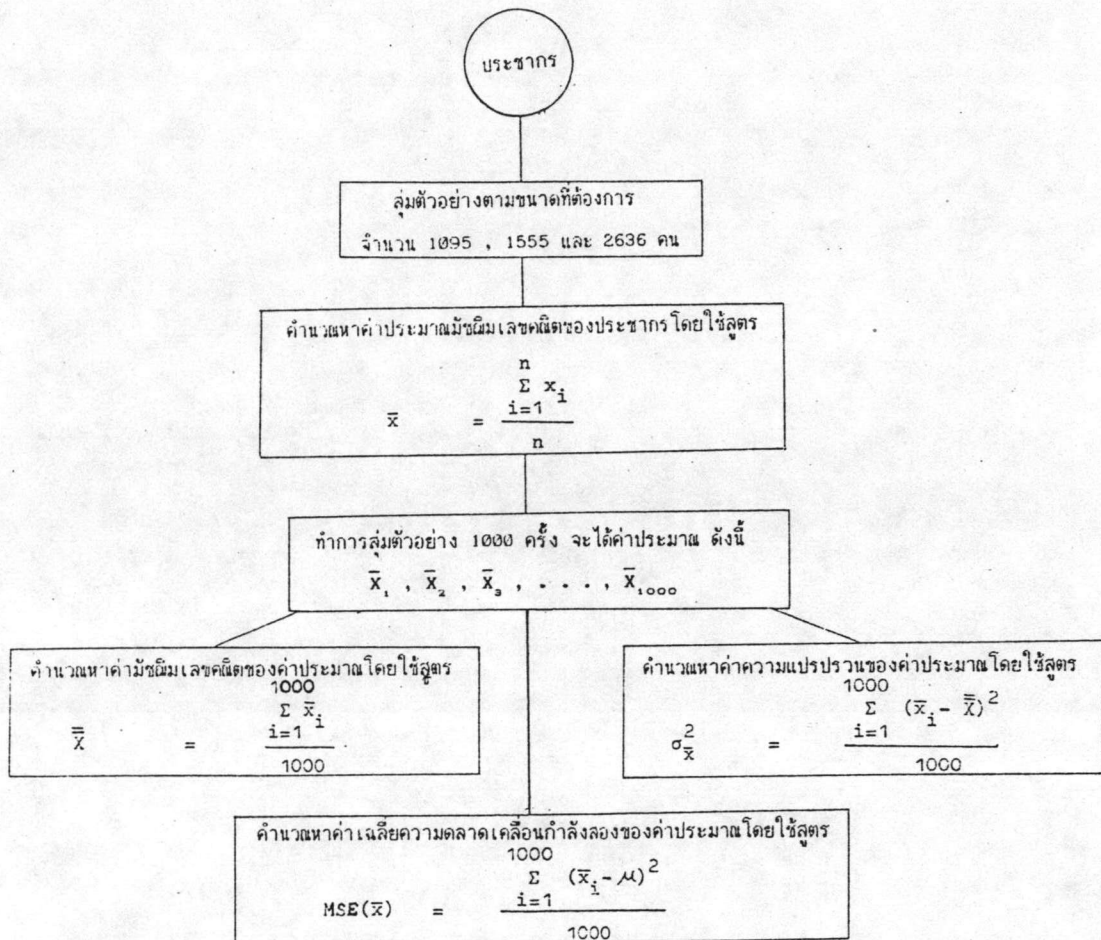 ประชากร
สุ่มตัวอย่างตามขนาดที่ต้องการ
จำนวน 1095 , 1555 และ 2636 คน
คำนวณหาค่าประมาณมัชฌิมเลขคณิตของประชากรโดยใช้สูตร
n
Σ x_i
i=1
x̄ =
n
ทำการสุ่มตัวอย่าง 1000 ครั้ง จะได้ค่าประมาณ ดังนี้
X̄₁ , X̄₂ , X̄₃ , . . . . , X̄₁₀₀₀
คำนวณหาค่ามัชฌิมเลขคณิตของค่าประมาณโดยใช้สูตร
1000
Σ x̄_i
i=1
x̿ =
1000
คำนวณหาค่าความแปรปรวนของค่าประมาณโดยใช้สูตร
1000
Σ (x̄_i - x̿)²
i=1
σ²_x̄ =
1000
คำนวณหาค่าเฉลี่ยความคลาดเคลื่อนกำลังสองของค่าประมาณโดยใช้สูตร
1000
Σ (x̄_i - μ)²
i=1
MSE(x̄) =
1000